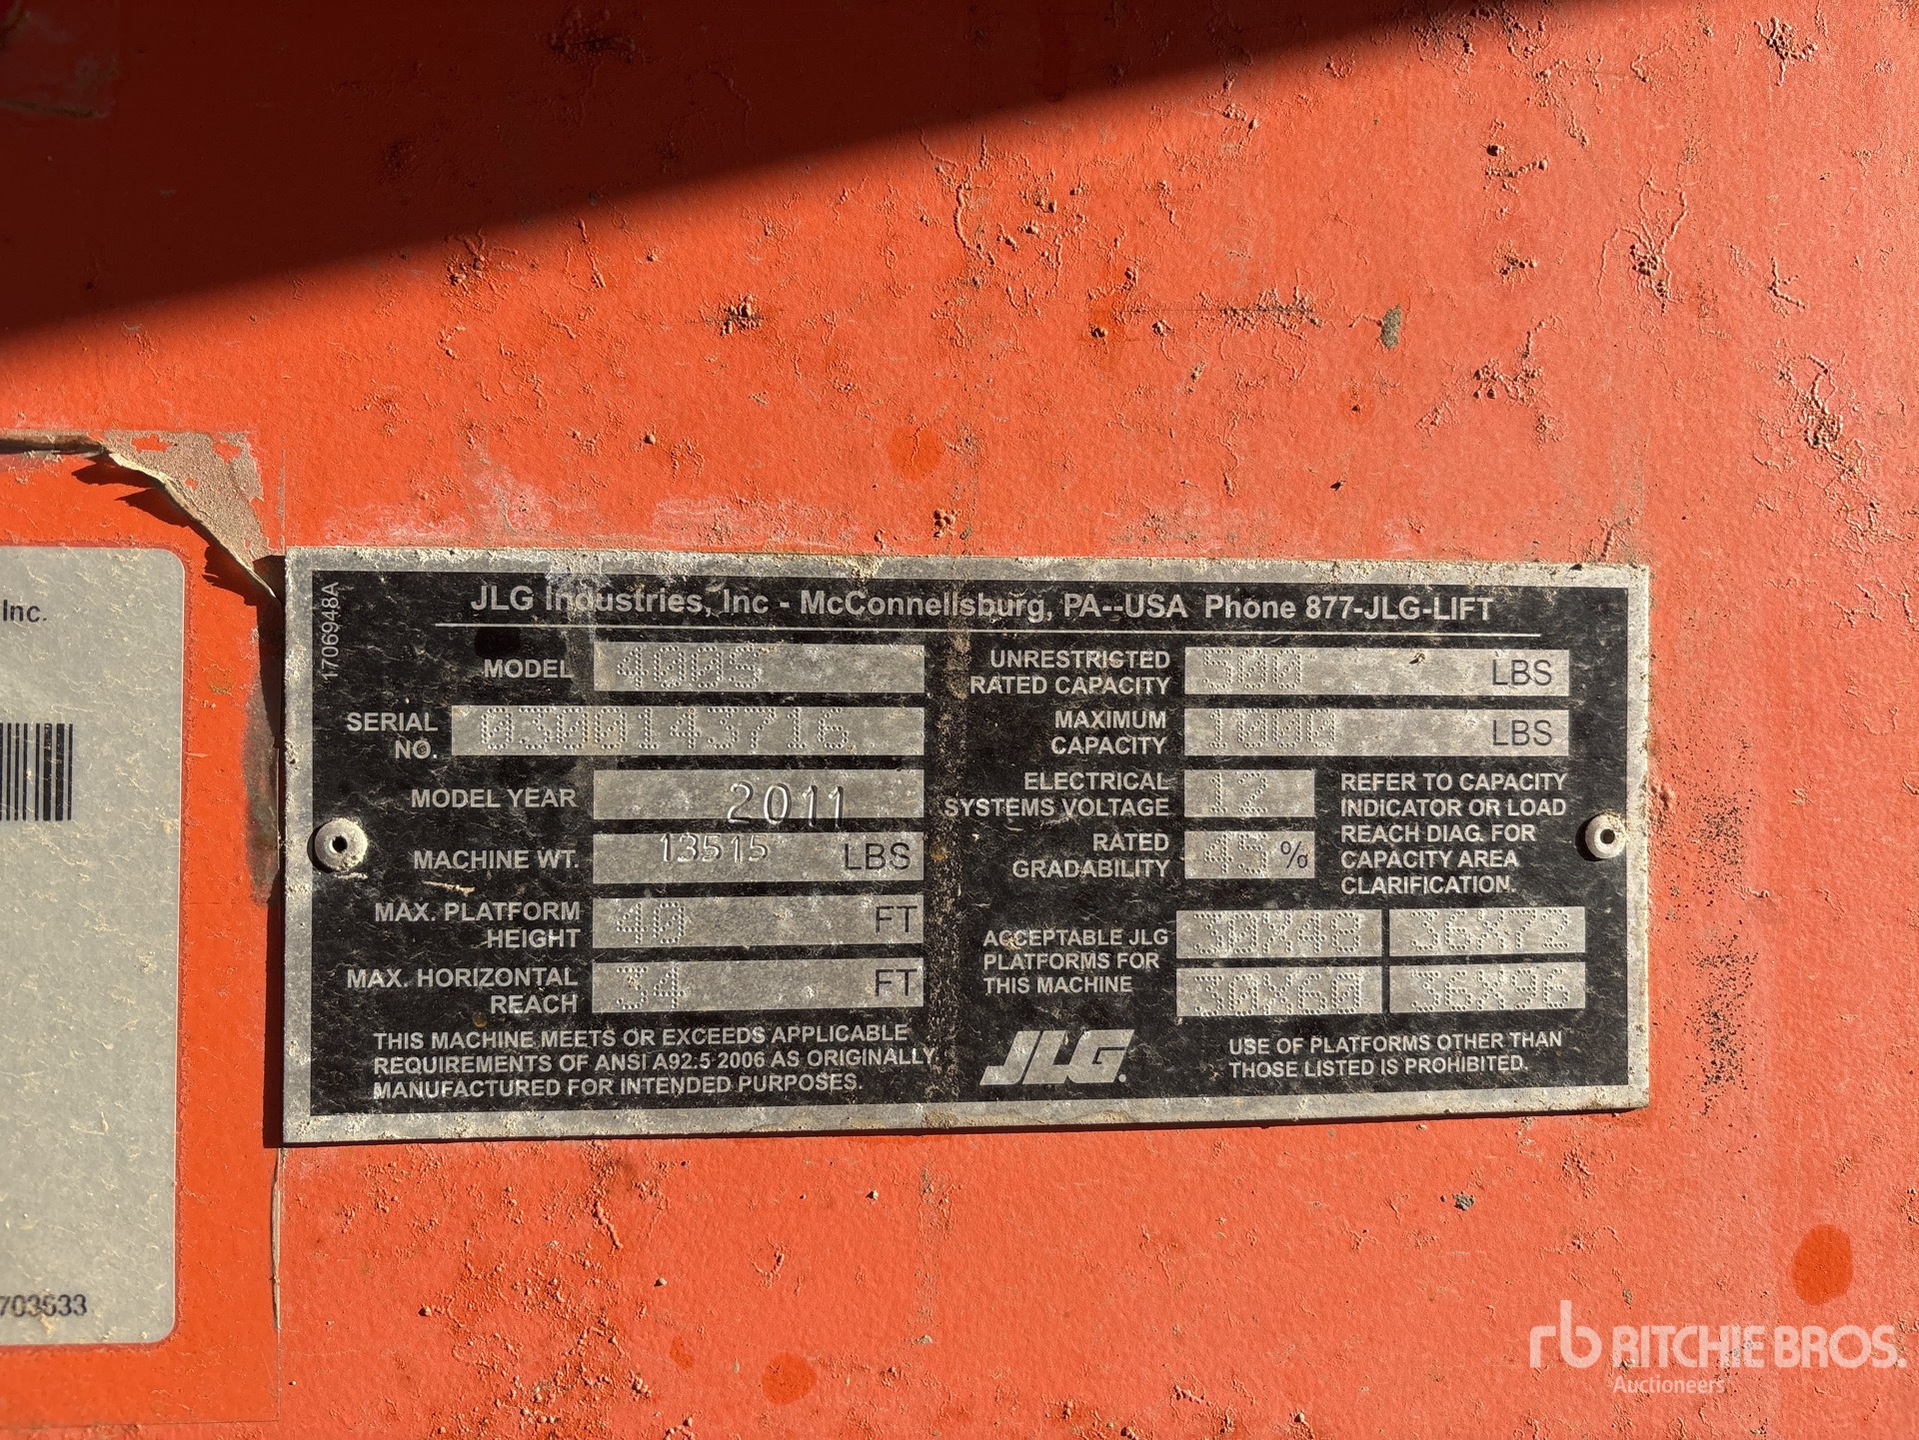 Inc.
703533
1706948A
JLG Industries, Inc - McConnellsburg, PA--USA Phone 877-JLG-LIFT
MODEL 400S
SERIAL NO. 0300143716
MODEL YEAR 2011
MACHINE WT. 13515 LBS
MAX. PLATFORM HEIGHT 40 FT
MAX. HORIZONTAL REACH 34 FT
THIS MACHINE MEETS OR EXCEEDS APPLICABLE
REQUIREMENTS OF ANSI A92.5 2006 AS ORIGINALLY
MANUFACTURED FOR INTENDED PURPOSES.
UNRESTRICTED RATED CAPACITY 500 LBS
MAXIMUM CAPACITY 1000 LBS
ELECTRICAL SYSTEMS VOLTAGE 12
RATED GRADABILITY 45 %
REFER TO CAPACITY
INDICATOR OR LOAD
REACH DIAG. FOR
CAPACITY AREA
CLARIFICATION.
ACCEPTABLE JLG
PLATFORMS FOR
THIS MACHINE
30X48 36X72
30X60 36X96
JLG
USE OF PLATFORMS OTHER THAN
THOSE LISTED IS PROHIBITED.
rb RITCHIE BROS.
Auctioneers